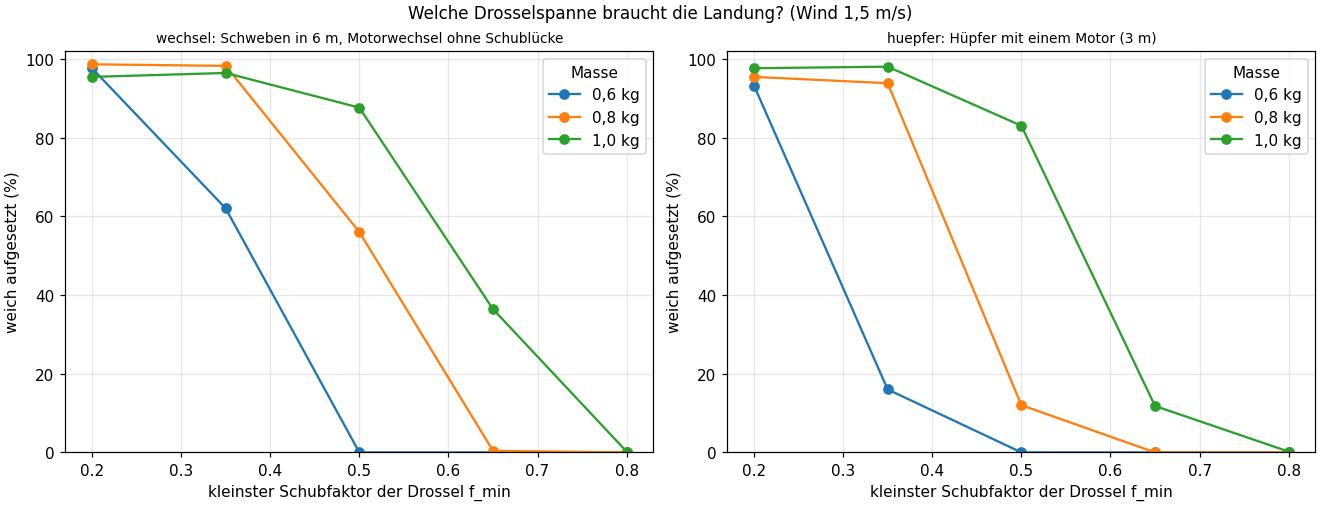 Welche Drosselspanne braucht die Landung? (Wind 1,5 m/s)
wechsel: Schweben in 6 m, Motorwechsel ohne Schublücke
weich aufgesetzt (%)
100
80
60
40
20
0
0.2 0.3 0.4 0.5 0.6 0.7 0.8
kleinster Schubfaktor der Drossel f_min
Masse
0,6 kg
0,8 kg
1,0 kg
huepfer: Hüpfer mit einem Motor (3 m)
weich aufgesetzt (%)
100
80
60
40
20
0
0.2 0.3 0.4 0.5 0.6 0.7 0.8
kleinster Schubfaktor der Drossel f_min
Masse
0,6 kg
0,8 kg
1,0 kg